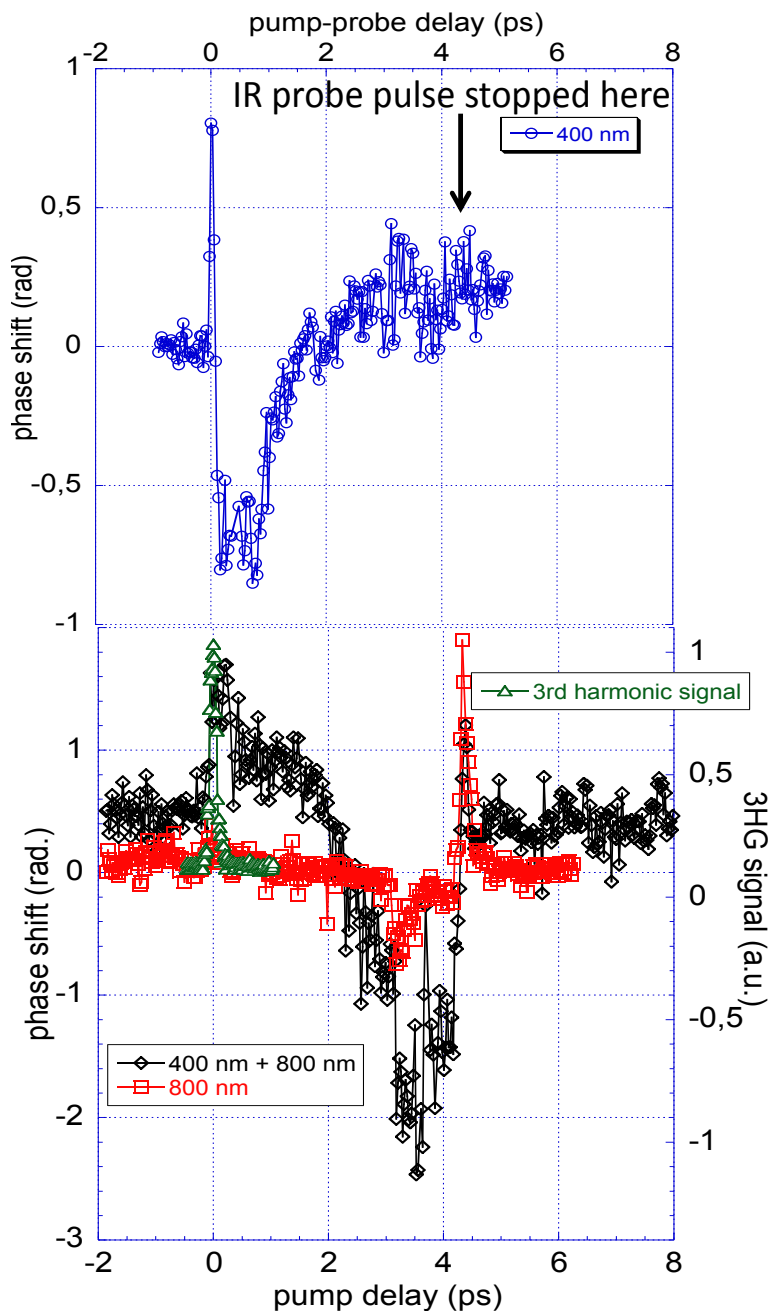 pump-probe delay (ps)
-2 0 2 4 6 8
1
IR probe pulse stopped here
400 nm
0,5
phase shift (rad)
0
-0,5
-1
3rd harmonic signal
1
1
0,5
0
0
phase shift (rad.)
3HG signal (a.u.)
-1
-0,5
400 nm + 800 nm
800 nm
-2
-1
-3
-2 0 2 4 6 8
pump delay (ps)